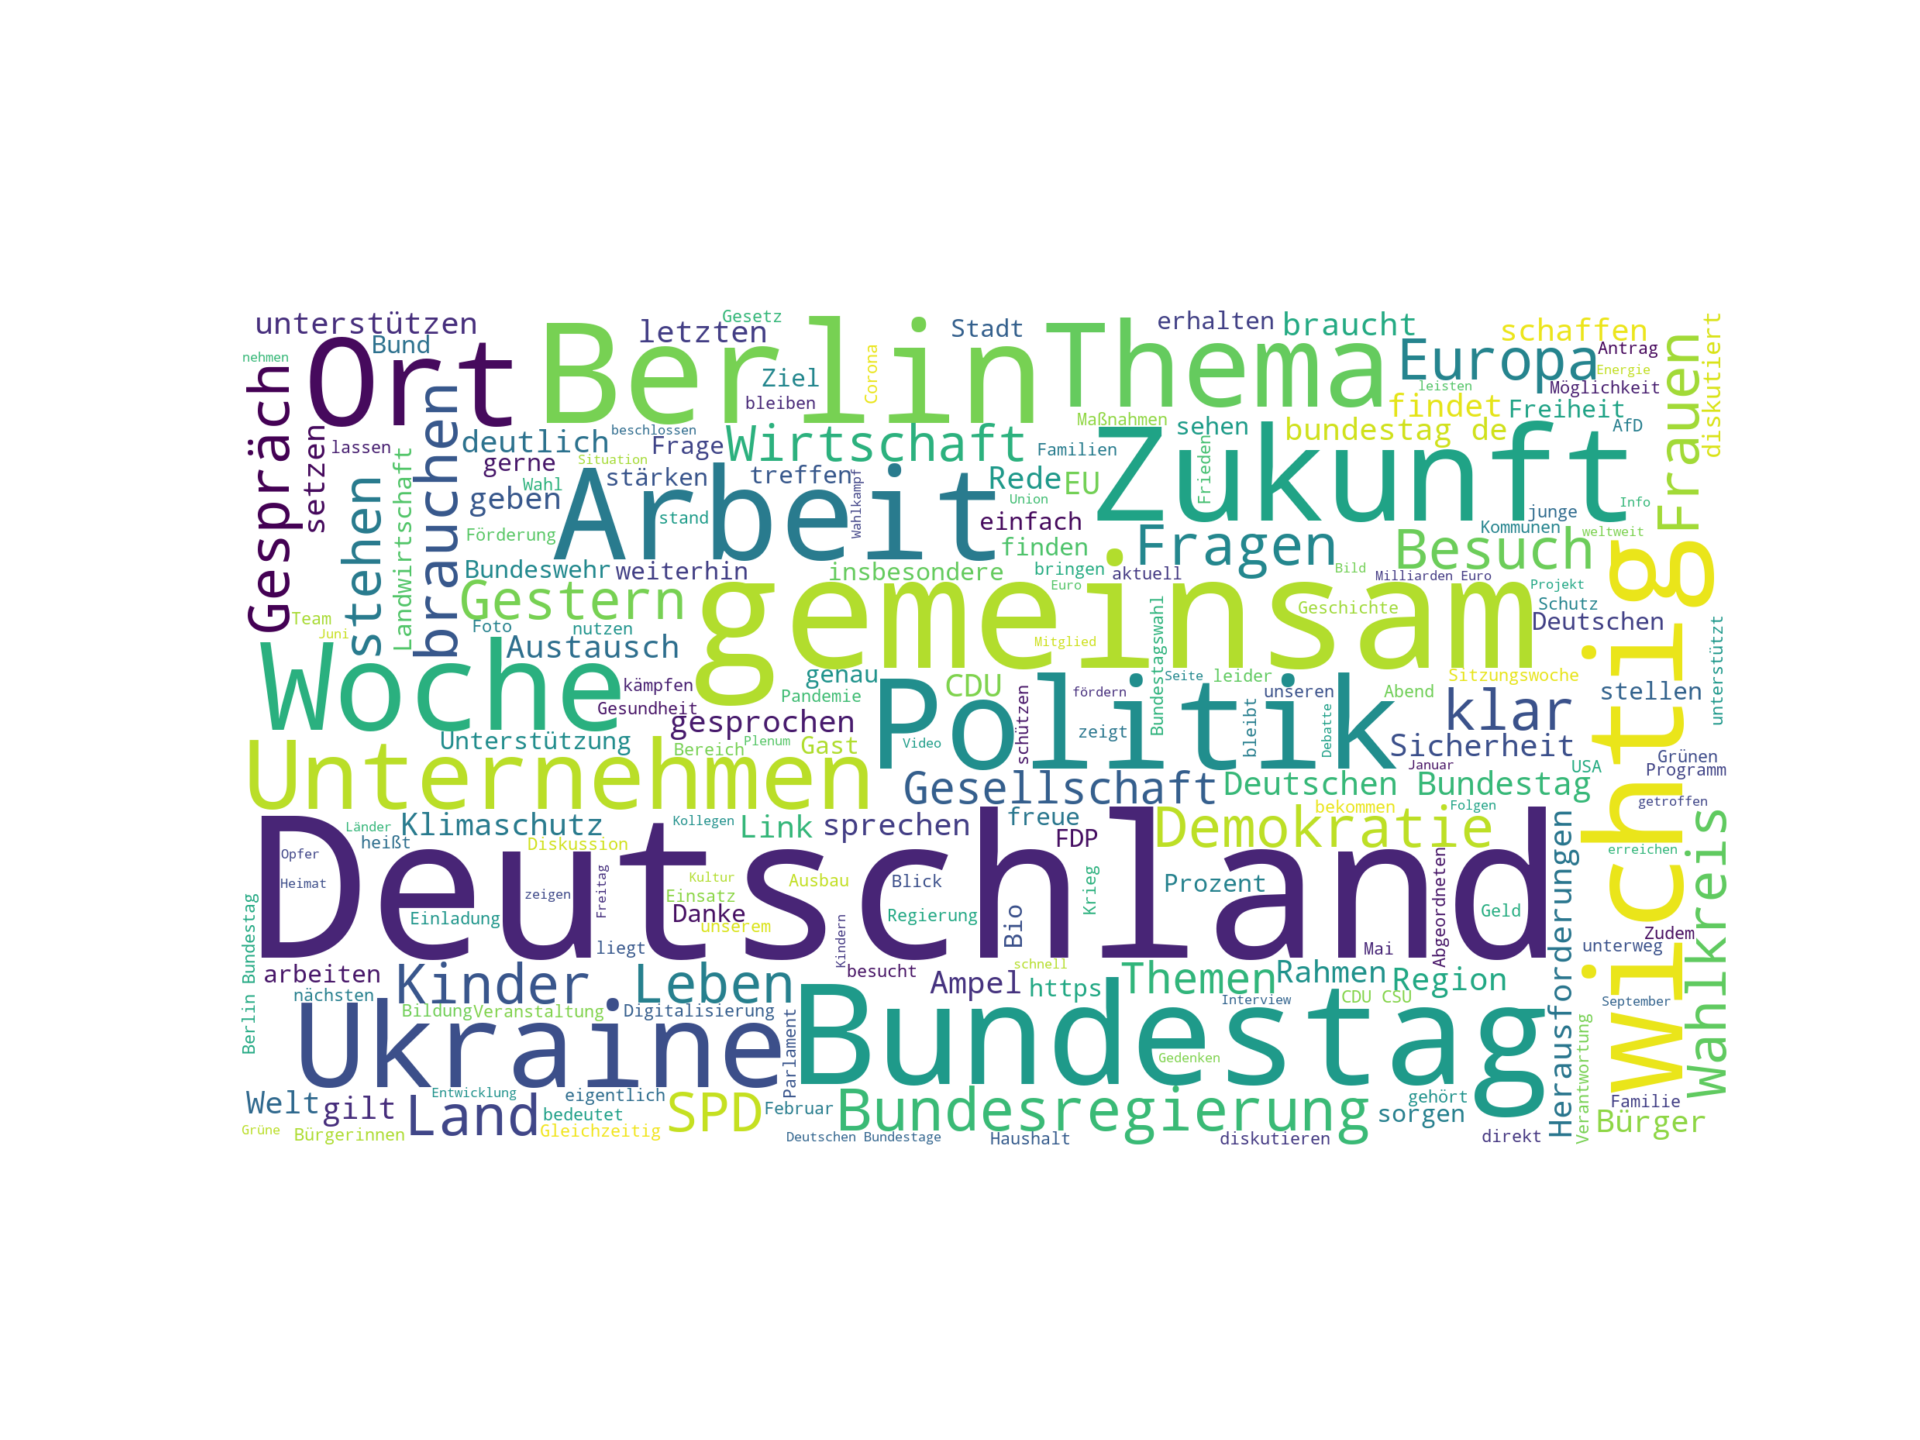 unterstützen
Bund
nehmen
Ort
letzten
Gesetz
Berlin
Corona
Ziel
bleiben
Stadt
Thema
erhalten
braucht
Europa
schaffen
Antrag
Energie
Möglichkeit
leisten
findet
Freiheit
AfD
diskutiert
Frauen
Gespräch
setzen
lassen
Landwirtschaft
stehen
brauchen
deutlich
beschlossen
Frage
Wirtschaft
Maßnahmen
Familien
sehen
bundestag de
Zukunft
Frieden
gerne
Situation
Wahl
stärken
treffen
Wahlkampf
Rede
EU
Union
geben
Arbeit
stand
einfach
finden
Förderung
Fragen
Besuch
Kommunen
junge
Info
weltweit
Bundeswehr
weiterhin
insbesondere
bringen
aktuell
Euro
Bild
Milliarden Euro
Projekt
Schutz
Gestern
gemeinsam
Geschichte
Deutschen
wichtig
Team
Juni
Foto
nutzen
Austausch
Mitglied
Bundestagswahl
unterstützt
Woche
kämpfen
Gesundheit
genau
Pandemie
CDU
Politik
schützen
fördern
Seite
leider
unseren
Abend
Sitzungswoche
stellen
gesprochen
klar
zeigt
bleibt
Debatte
Unterstützung
Bereich
Plenum
Gast
Video
Sicherheit
Januar
Grünen
Programm
USA
Unternehmen
Gesellschaft
Deutschen Bundestag
getroffen
bekommen
Folgen
Länder
heißt
Klimaschutz
Diskussion
Kollegen
Link
sprechen
freue
FDP
Demokratie
Wahlkreis
Opfer
Heimat
Deutschland
zeigen
Freitag
Kultur
Einsatz
Ausbau
Blick
Krieg
Prozent
Abgeordneten
Herausforderungen
erreichen
Einladung
Danke
unserem
Regierung
Bio
Geld
Zudem
Berlin Bundestag
liegt
Kindern
Mai
unterweg
arbeiten
nächsten
Kinder
Leben
besucht
Ampel
schnell
https
Themen
Rahmen
Region
Bildung
Veranstaltung
Digitalisierung
Interview
CDU CSU
September
Ukraine
Parlament
Bundestag
Gedenken
Verantwortung
Welt
gilt
Entwicklung
Land
eigentlich
bedeutet
SPD
Februar
Bundesregierung
gehört
sorgen
Familie
Bürger
Grüne
Bürgerinnen
Gleichzeitig
Deutschen Bundestage
Haushalt
diskutieren
direkt